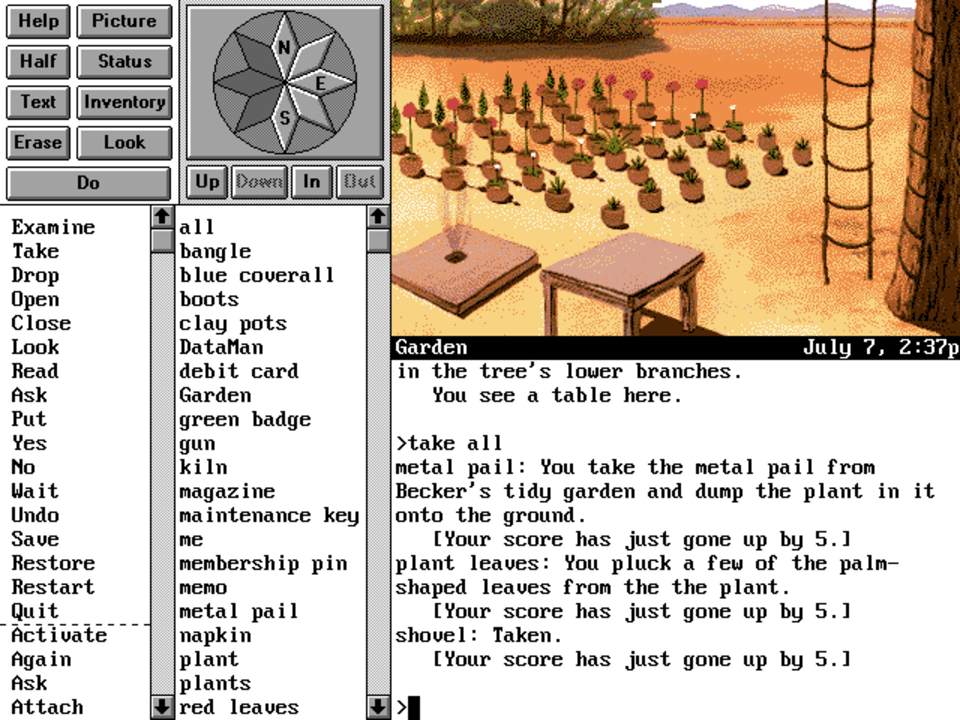 Help
Picture
Half
Status
Text
Inventory
Erase
Look
Do
N
E
S
Up
Down
In
Out
Examine
Take
Drop
Open
Close
Look
Read
Ask
Put
Yes
No
Wait
Undo
Save
Restore
Restart
Quit
Activate
Again
Ask
Attach
all
bangle
blue coverall
boots
clay pots
DataMan
debit card
Garden
green badge
gun
kiln
magazine
maintenance key
me
membership pin
memo
metal pail
napkin
plant
plants
red leaves
Garden July 7, 2:37p
in the tree's lower branches.
You see a table here.
>take all
metal pail: You take the metal pail from
Becker's tidy garden and dump the plant in it
onto the ground.
[Your score has just gone up by 5.]
plant leaves: You pluck a few of the palm-
shaped leaves from the the plant.
[Your score has just gone up by 5.]
shovel: Taken.
[Your score has just gone up by 5.]
>